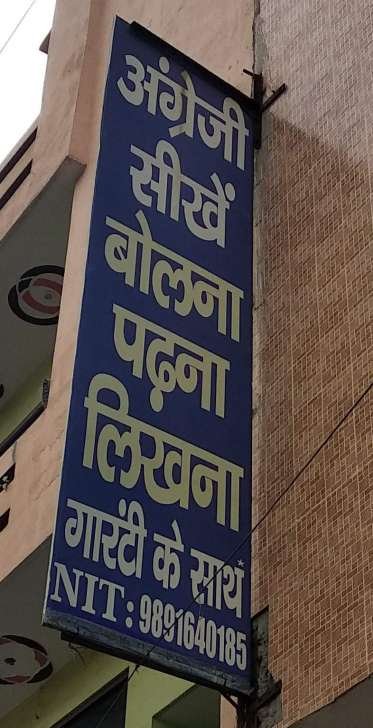 अंग्रेजी
सीखें
बोलना
पढ़ना
लिखना
गारंटी के साथं
NIT: 9891640185